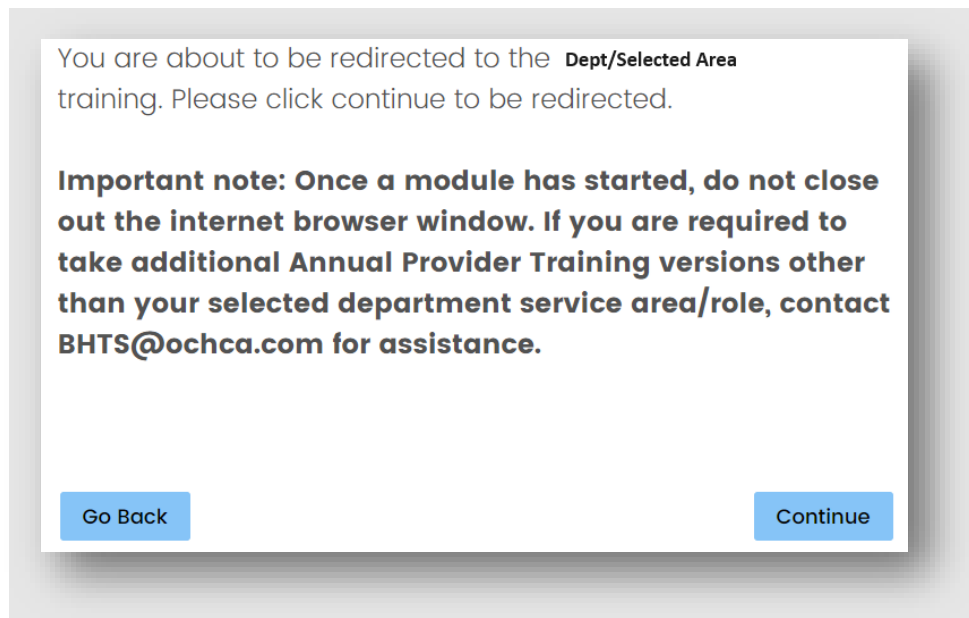 You are about to be redirected to the Dept/Selected Area
training. Please click continue to be redirected.
Important note: Once a module has started, do not close
out the internet browser window. If you are required to
take additional Annual Provider Training versions other
than your selected department service area/role, contact
BHTS@ochca.com for assistance.
Go Back
Continue